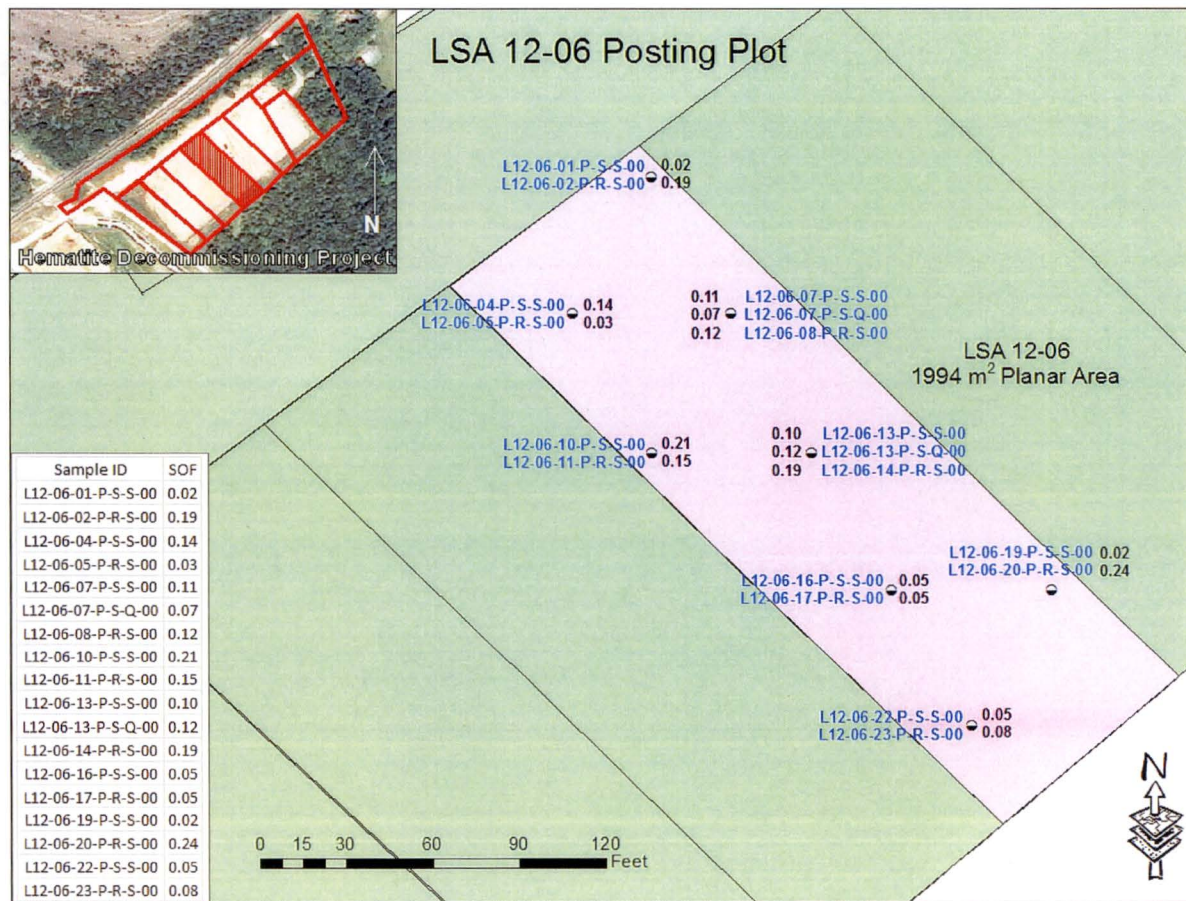 LSA 12-06 Posting Plot
N
Hematite Decommissioning Project
L12-06-01-P-S-S-00 0.02
L12-06-02-P-R-S-00 0.19
L12-06-04-P-S-S-00 0.14
L12-06-05-P-R-S-00 0.03
0.11 L12-06-07-P-S-S-00
0.07 L12-06-07-P-S-Q-00
0.12 L12-06-08-P-R-S-00
LSA 12-06
1994 m² Planar Area
L12-06-10-P-S-S-00 0.21
L12-06-11-P-R-S-00 0.15
0.10 L12-06-13-P-S-S-00
0.12 L12-06-13-P-S-Q-00
0.19 L12-06-14-P-R-S-00
L12-06-19-P-S-S-00 0.02
L12-06-20-P-R-S-00 0.24
L12-06-16-P-S-S-00 0.05
L12-06-17-P-R-S-00 0.05
L12-06-22-P-S-S-00 0.05
L12-06-23-P-R-S-00 0.08
Sample ID SOF
L12-06-01-P-S-S-00 0.02
L12-06-02-P-R-S-00 0.19
L12-06-04-P-S-S-00 0.14
L12-06-05-P-R-S-00 0.03
L12-06-07-P-S-S-00 0.11
L12-06-07-P-S-Q-00 0.07
L12-06-08-P-R-S-00 0.12
L12-06-10-P-S-S-00 0.21
L12-06-11-P-R-S-00 0.15
L12-06-13-P-S-S-00 0.10
L12-06-13-P-S-Q-00 0.12
L12-06-14-P-R-S-00 0.19
L12-06-16-P-S-S-00 0.05
L12-06-17-P-R-S-00 0.05
L12-06-19-P-S-S-00 0.02
L12-06-20-P-R-S-00 0.24
L12-06-22-P-S-S-00 0.05
L12-06-23-P-R-S-00 0.08
0 15 30 60 90 120
Feet
N